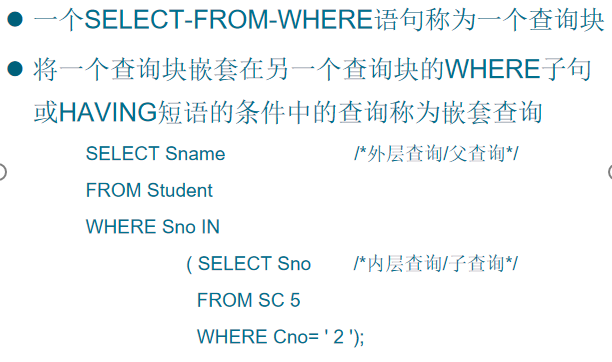 ● 一个SELECT-FROM-WHERE语句称为一个查询块
● 将一个查询块嵌套在另一个查询块的WHERE子句
或HAVING短语的条件中的查询称为嵌套查询
SELECT Sname /*外层查询/父查询*/
FROM Student
WHERE Sno IN
( SELECT Sno /*内层查询/子查询*/
FROM SC 5
WHERE Cno= ' 2 ');